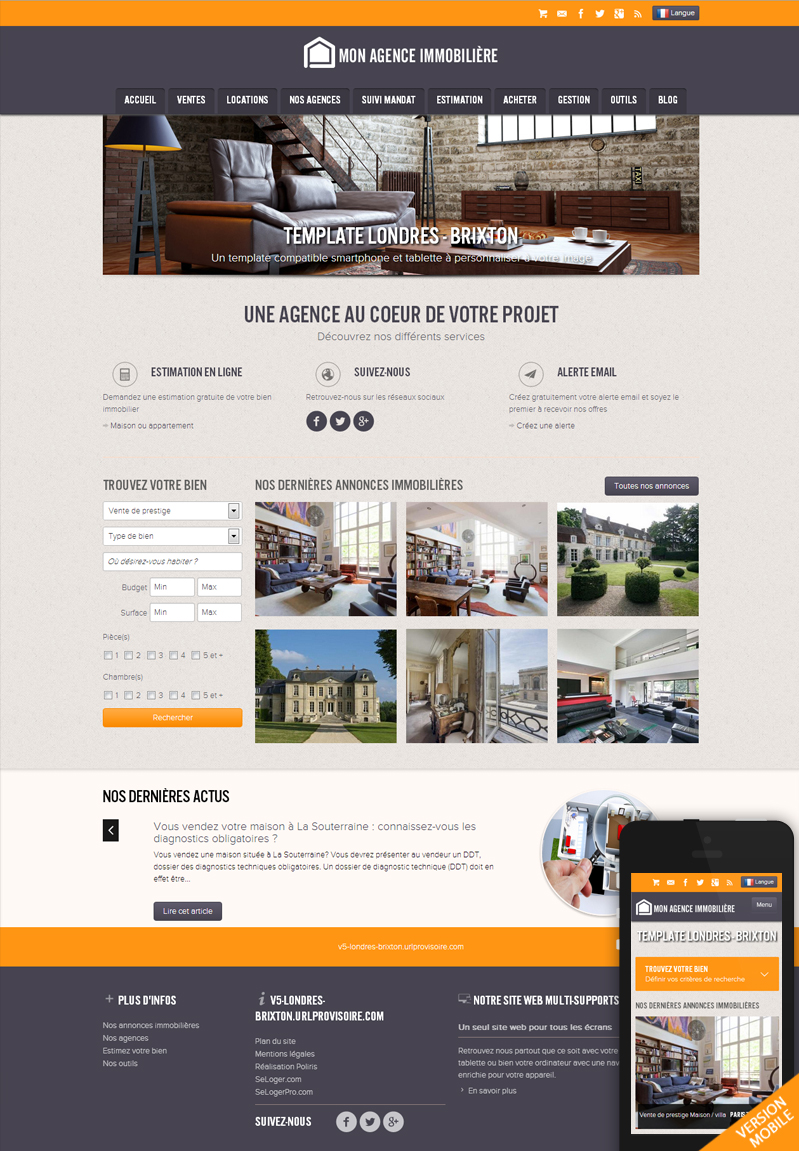 Langue
MON AGENCE IMMOBILIÈRE
ACCUEIL VENTES LOCATIONS NOS AGENCES SUIVI MANDAT ESTIMATION ACHETER GESTION OUTILS BLOG
TAXI
TEMPLATE LONDRES - BRIXTON
Un template compatible smartphone et tablette à personnaliser à votre image
UNE AGENCE AU COEUR DE VOTRE PROJET
Découvrez nos différents services
ESTIMATION EN LIGNE
Demandez une estimation gratuite de votre bien
immobilier
Maison ou appartement
SUIVEZ-NOUS
Retrouvez-nous sur les réseaux sociaux
ALERTE EMAIL
Créez gratuitement votre alerte email et soyez le
premier à recevoir nos offres
Créez une alerte
TROUVEZ VOTRE BIEN
Vente de prestige
Type de bien
Où désirez-vous habiter ?
Budget Min Max
Surface Min Max
Pièce(s)
1 2 3 4 5 et +
Chambre(s)
1 2 3 4 5 et +
Rechercher
NOS DERNIÈRES ANNONCES IMMOBILIÈRES
Toutes nos annonces
NOS DERNIÈRES ACTUS
Vous vendez votre maison à La Souterraine : connaissez-vous les
diagnostics obligatoires ?
Vous vendez une maison située à La Souterraine? Vous devrez présenter au vendeur un DDT,
dossier des diagnostics techniques obligatoires. Un dossier de diagnostic technique (DDT) doit en
effet être...
Lire cet article
v5-londres-brixton.urlprovisoire.com
PLUS D'INFOS
Nos annonces immobilières
Nos agences
Estimez votre bien
Nos outils
V5-LONDRES-
BRIXTON.URLPROVISOIRE.COM
Plan du site
Mentions légales
Réalisation Poliris
SeLoger.com
SeLogerPro.com
SUIVEZ-NOUS
NOTRE SITE WEB MULTI-SUPPORTS
Un seul site web pour tous les écrans
Retrouvez nous partout que ce soit avec votre
tablette ou bien votre ordinateur avec une nav
enrichie pour votre appareil.
En savoir plus
Langue
MON AGENCE IMMOBILIÈRE
Menu
TEMPLATE LONDRES - BRIXTON
TROUVEZ VOTRE BIEN
Définir vos critères de recherche
NOS DERNIÈRES ANNONCES IMMOBILIÈRES
Vente de prestige Maison / villa PARIS
VERSION
MOBILE